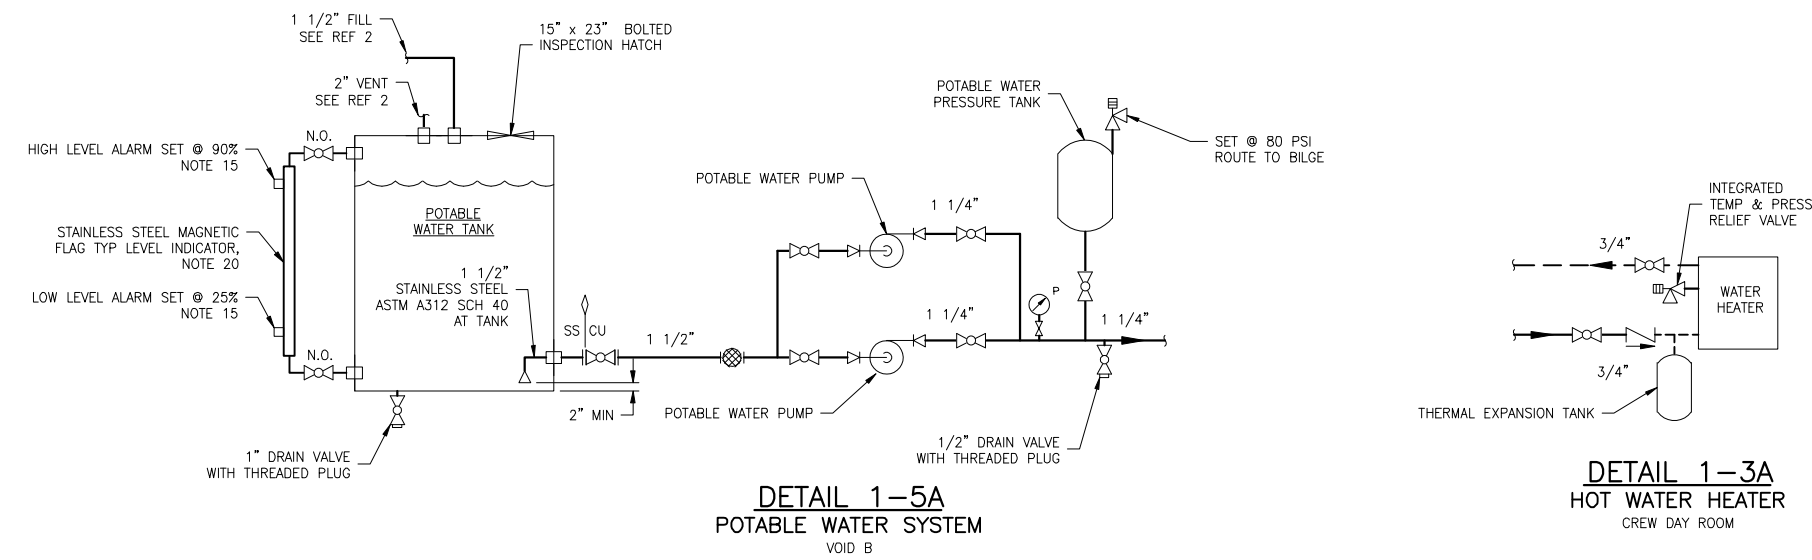 1 1/2" FILL
SEE REF 2
15" x 23" BOLTED
INSPECTION HATCH
2" VENT
SEE REF 2
N.O.
HIGH LEVEL ALARM SET @ 90%
NOTE 15
STAINLESS STEEL MAGNETIC
FLAG TYP LEVEL INDICATOR,
NOTE 20
LOW LEVEL ALARM SET @ 25%
NOTE 15
N.O.
POTABLE
WATER TANK
1 1/2"
STAINLESS STEEL
ASTM A312 SCH 40
AT TANK
SS CU
1 1/2"
2" MIN
1" DRAIN VALVE
WITH THREADED PLUG
POTABLE WATER PUMP
1 1/4"
POTABLE WATER
PRESSURE TANK
SET @ 80 PSI
ROUTE TO BILGE
1 1/4"
P
1 1/4"
POTABLE WATER PUMP
1/2" DRAIN VALVE
WITH THREADED PLUG
DETAIL 1-5A
POTABLE WATER SYSTEM
VOID B
INTEGRATED
TEMP & PRESS
RELIEF VALVE
3/4"
WATER
HEATER
3/4"
THERMAL EXPANSION TANK
DETAIL 1-3A
HOT WATER HEATER
CREW DAY ROOM